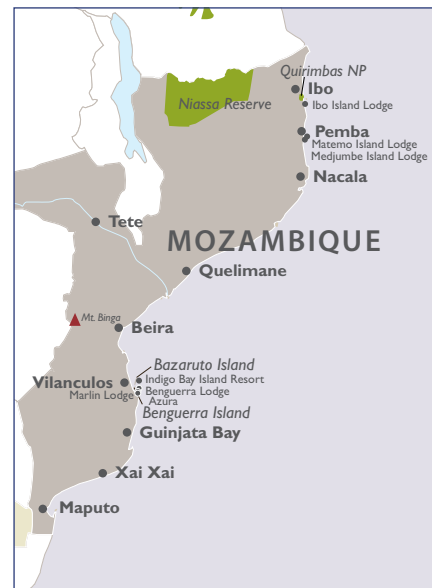 Quirimbas NP
Ibo
Niassa Reserve
Ibo Island Lodge
Pemba
Matemo Island Lodge
Medjumbe Island Lodge
Nacala
Tete
MOZAMBIQUE
Quelimane
Mt. Binga
Beira
Bazaruto Island
Vilanculos
Indigo Bay Island Resort
Marlin Lodge
Benguerra Lodge
Azura
Benguerra Island
Guinjata Bay
Xai Xai
Maputo